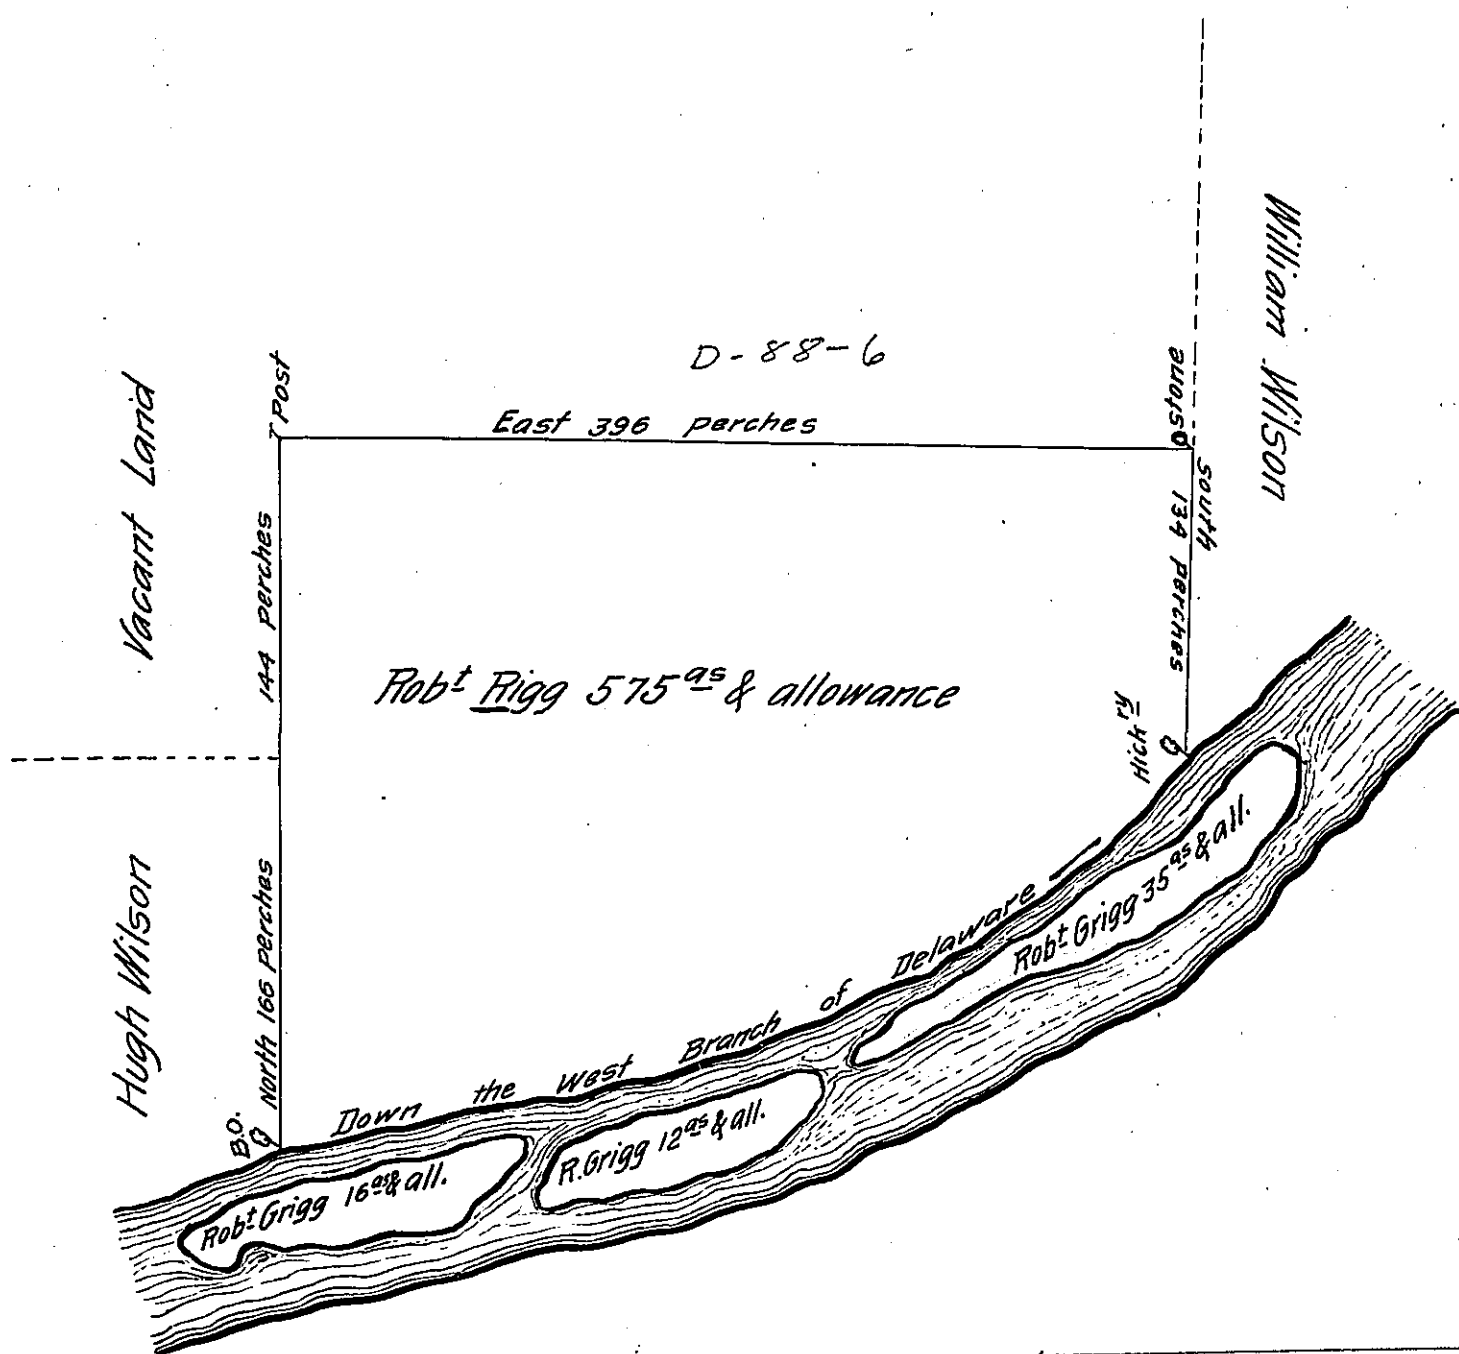 D-88-6
East 396 perches
Post
Ostone
William Wilson
South
134 perches
Vacant Land
144 perches
Robt Rigg 575as & allowance
Hickry
Hugh Wilson
North 166 perches
B.O.
Down the West Branch of Delaware
Robt Grigg 35as & all.
R. Grigg 12as & all.
Robt Grigg 16as & all.